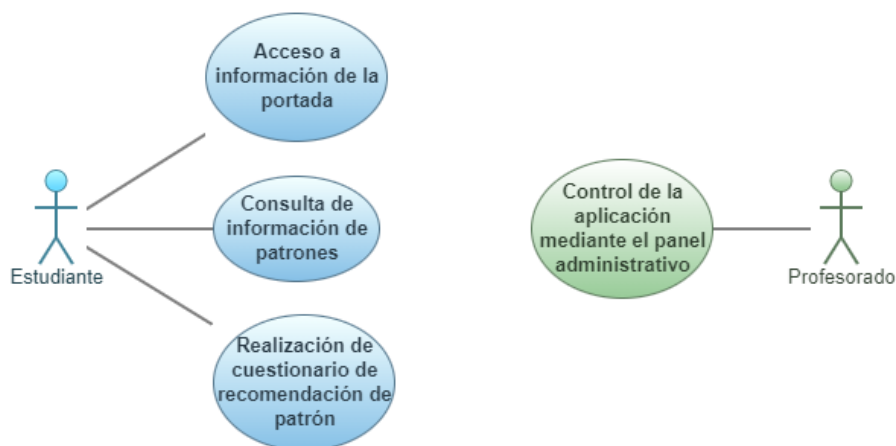 Acceso a
información de la
portada
Estudiante
Consulta de
información de
patrones
Realización de
cuestionario de
recomendación de
patrón
Control de la
aplicación
mediante el panel
administrativo
Profesorado